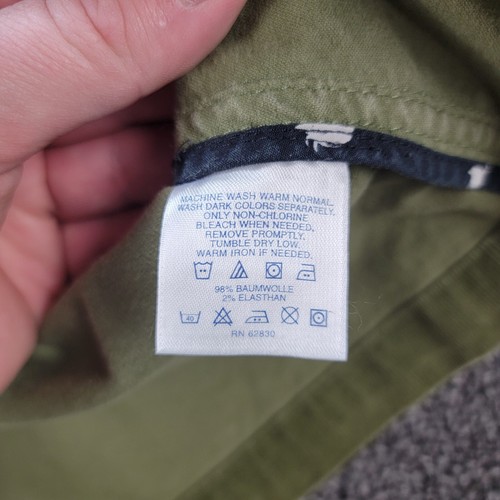 MACHINE WASH WARM NORMAL.
WASH DARK COLORS SEPARATELY.
ONLY NON-CHLORINE
BLEACH WHEN NEEDED,
REMOVE PROMPTLY.
TUMBLE DRY LOW.
WARM IRON IF NEEDED.
98% BAUMWOLLE
2% ELASTHAN
40
RN 62830